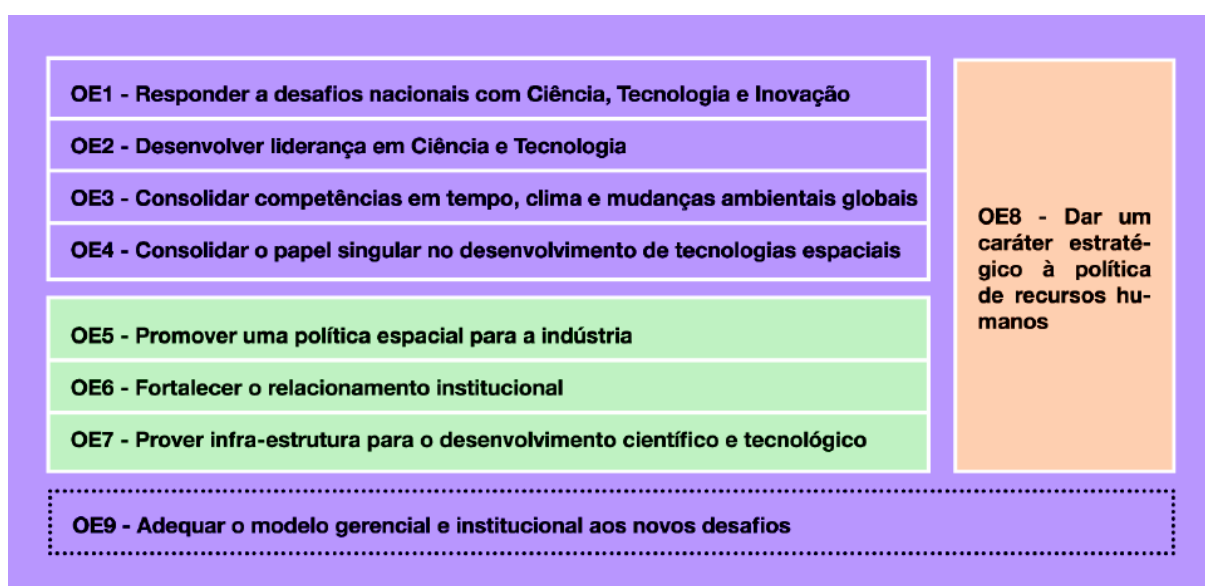 OE1 - Responder a desafios nacionais com Ciência, Tecnologia e Inovação
OE2 - Desenvolver liderança em Ciência e Tecnologia
OE3 - Consolidar competências em tempo, clima e mudanças ambientais globais
OE4 - Consolidar o papel singular no desenvolvimento de tecnologias espaciais
OE5 - Promover uma política espacial para a indústria
OE6 - Fortalecer o relacionamento institucional
OE7 - Prover infra-estrutura para o desenvolvimento científico e tecnológico
OE8 - Dar um
caráter estraté-
gico à política
de recursos hu-
manos
OE9 - Adequar o modelo gerencial e institucional aos novos desafios